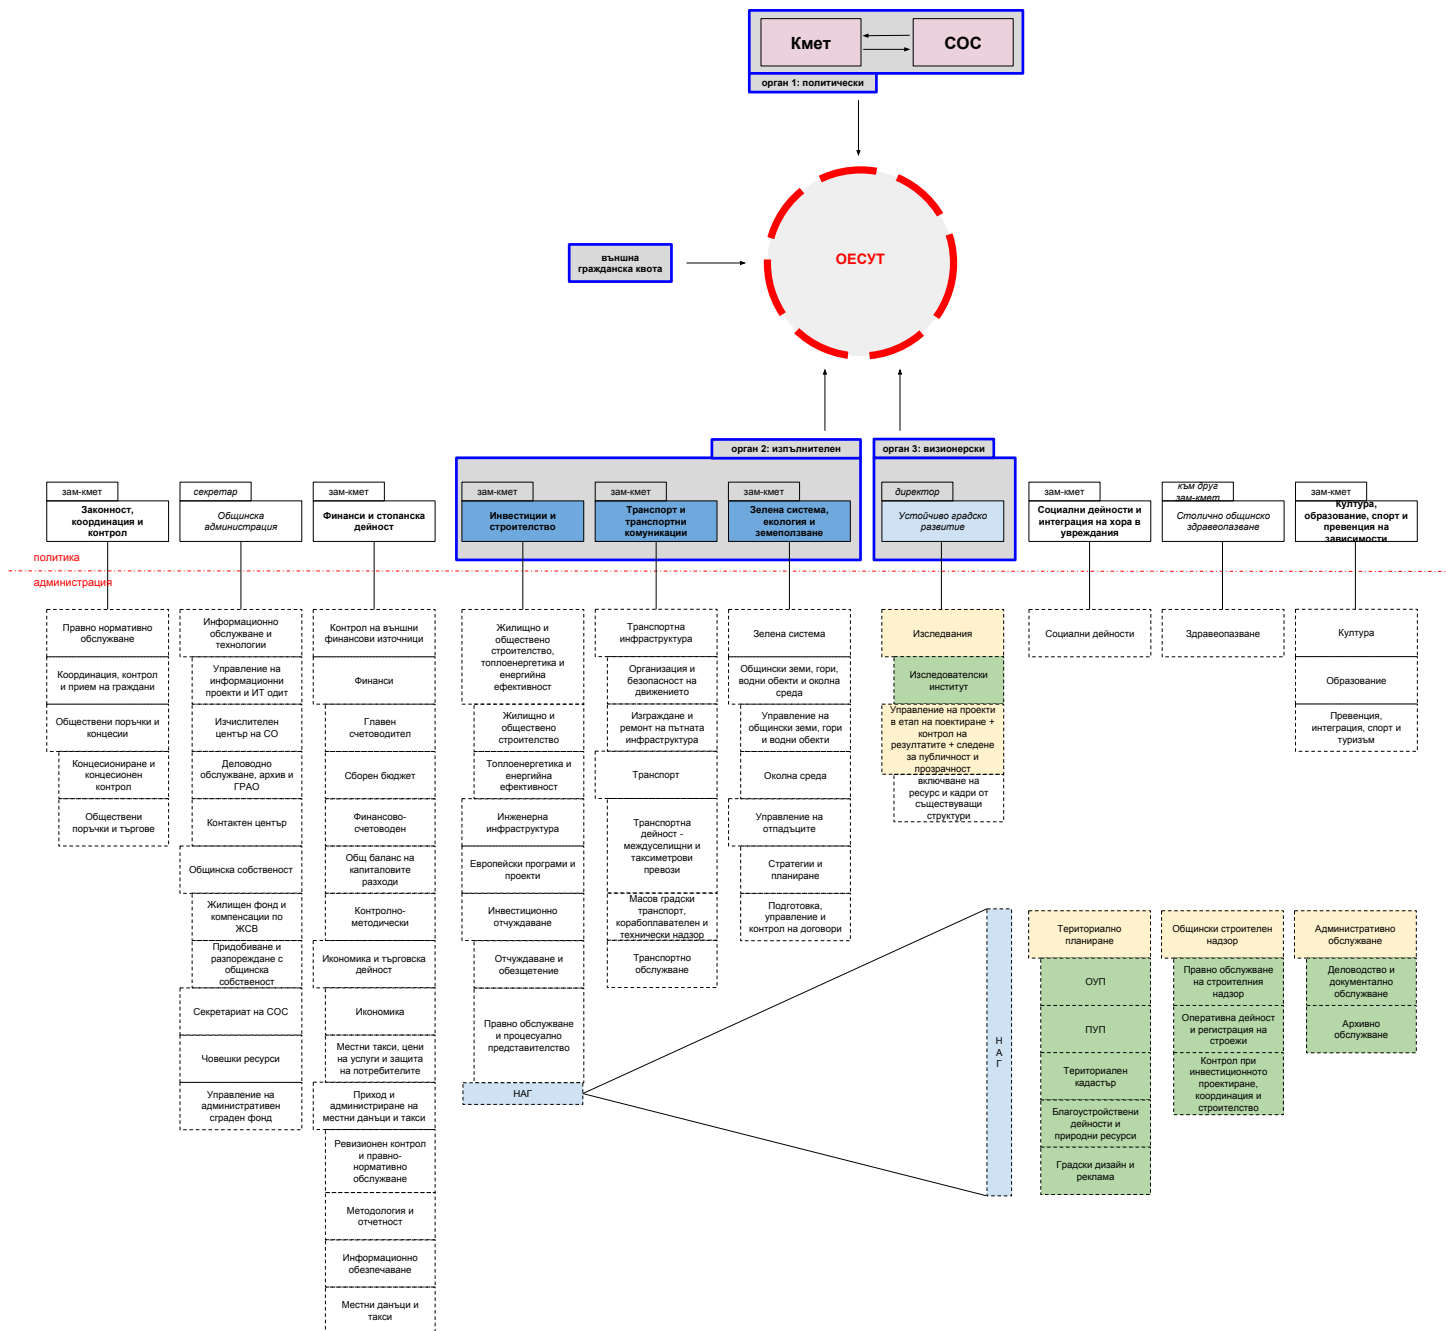 Кмет
СОС
орган 1: политически
външна
гражданска квота
ОЕСУТ
орган 2: изпълнителен
орган 3: визионерски
зам-кмет
Законност,
координация и
контрол
секретар
Общинска
администрация
зам-кмет
Финанси и стопанска
дейност
зам-кмет
Инвестиции и
строителство
зам-кмет
Транспорт и
транспортни
комуникации
зам-кмет
Зелена система,
екология и
земеползване
директор
Устойчиво градско
развитие
зам-кмет
Социални дейности и
интеграция на хора в
увреждания
към друг
зам-кмет
Столично общинско
здравеопазване
зам-кмет
Култура,
образование, спорт и
превенция на
зависимости
политика
администрация
Правно нормативно
обслужване
Координация, контрол
и прием на граждани
Обществени поръчки и
концесии
Концесиониране и
концесионен
контрол
Обществени
поръчки и търгове
Информационно
обслужване и
технологии
Управление на
информационни
проекти и ИТ одит
Изчислителен
център на СО
Деловодно
обслужване, архив и
ГРАО
Контактен център
Общинска собственост
Жилищен фонд и
компенсации по
ЖСВ
Придобиване и
разпореждане с
общинска
собственост
Секретариат на СОС
Човешки ресурси
Управление на
административен
сграден фонд
Контрол на външни
финансови източници
Финанси
Главен
счетоводител
Сборен бюджет
Финансово-
счетоводен
Общ баланс на
капиталовите
разходи
Контролно-
методически
Икономика и търговска
дейност
Икономика
Местни такси, цени
на услуги и защита
на потребителите
Приход и
администриране на
местни данъци и такси
Ревизионен контрол
и правно-
нормативно
обслужване
Методология и
отчетност
Информационно
обезпечаване
Местни данъци и
такси
Жилищно и
обществено
строителство,
топлоенергетика и
енергийна
ефективност
Жилищно и
обществено
строителство
Топлоенергетика и
енергийна
ефективност
Инженерна
инфраструктура
Европейски програми и
проекти
Инвестиционно
отчуждаване
Отчуждаване и
обезщетение
Правно обслужване
и процесуално
представителство
НАГ
Транспортна
инфраструктура
Организация и
безопасност на
движението
Изграждане и
ремонт на пътната
инфраструктура
Транспорт
Транспортна
дейност -
междуселищни и
таксиметрови
превози
Масов градски
транспорт,
корабоплавателен и
технически надзор
Транспортно
обслужване
Зелена система
Общински земи, гори,
водни обекти и околна
среда
Управление на
общински земи, гори
и водни обекти
Околна среда
Управление на
отпадъците
Стратегии и
планиране
Подготовка,
управление и
контрол на договори
Изследвания
Изследователски
институт
Управление на проекти
в етап на поектиране +
контрол на
резултатите + следене
за публичност и
прозрачност
включване на
ресурс и кадри от
съществуващи
структури
Социални дейности
Здравеопазване
Култура
Образование
Превенция,
интеграция, спорт и
туризъм
Н
А
Г
Териториално
планиране
ОУП
ПУП
Териториален
кадастър
Благоустройствени
дейности и
природни ресурси
Градски дизайн и
реклама
Общински строителен
надзор
Правно обслужване
на строителния
надзор
Оперативна дейност
и регистрация на
строежи
Контрол при
инвестиционното
проектиране,
координация и
строителство
Административно
обслужване
Деловодство и
документално
обслужване
Архивно
обслужване